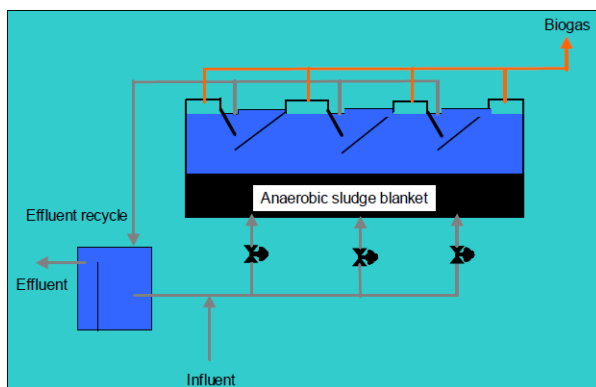 Biogas
Anaerobic sludge blanket
Effluent recycle
Effluent
Influent